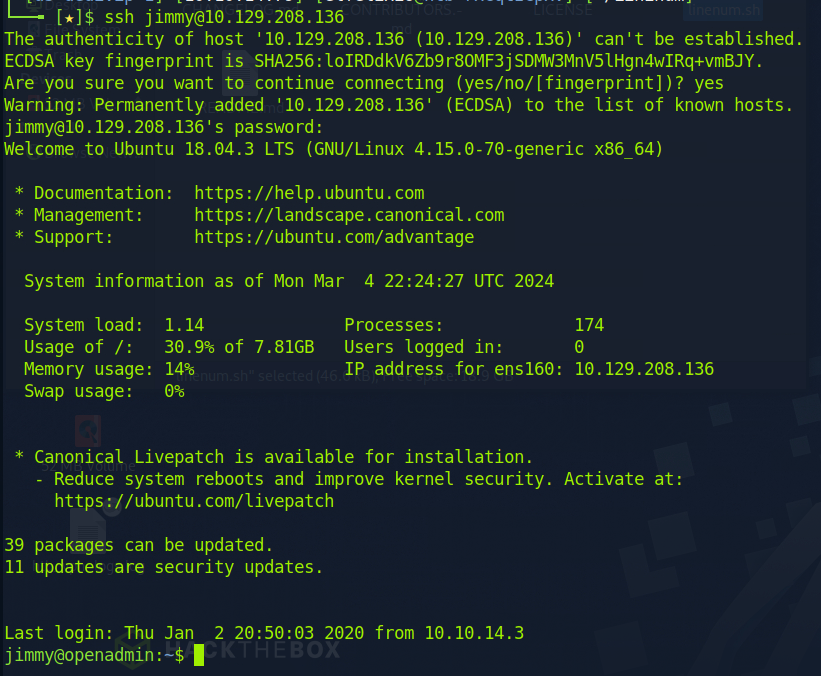 └──╼ [★]$ ssh jimmy@10.129.208.136
The authenticity of host '10.129.208.136 (10.129.208.136)' can't be established.
ECDSA key fingerprint is SHA256:loIRDdkV6Zb9r8OMF3jSDMW3MnV5lHgn4wIRq+vmBJY.
Are you sure you want to continue connecting (yes/no/[fingerprint])? yes
Warning: Permanently added '10.129.208.136' (ECDSA) to the list of known hosts.
jimmy@10.129.208.136's password:
Welcome to Ubuntu 18.04.3 LTS (GNU/Linux 4.15.0-70-generic x86_64)
* Documentation:  https://help.ubuntu.com
* Management:     https://landscape.canonical.com
* Support:        https://ubuntu.com/advantage
System information as of Mon Mar  4 22:24:27 UTC 2024
System load:  1.14              Processes:             174
Usage of /:   30.9% of 7.81GB   Users logged in:       0
Memory usage: 14%               IP address for ens160: 10.129.208.136
Swap usage:   0%
* Canonical Livepatch is available for installation.
- Reduce system reboots and improve kernel security. Activate at:
https://ubuntu.com/livepatch
39 packages can be updated.
11 updates are security updates.
Last login: Thu Jan  2 20:50:03 2020 from 10.10.14.3
jimmy@openadmin:~$
HACKTHEBOX